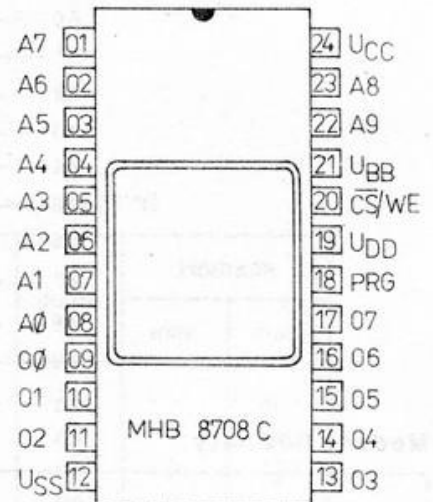 A7 01 24 UCC
A6 02 23 A8
A5 03 22 A9
A4 04 21 UBB
A3 05 20 C̅S̅/WE
A2 06 19 UDD
A1 07 18 PRG
AØ 08 17 07
0Ø 09 16 06
01 10 15 05
02 11 MHB 8708 C 14 04
USS 12 13 03